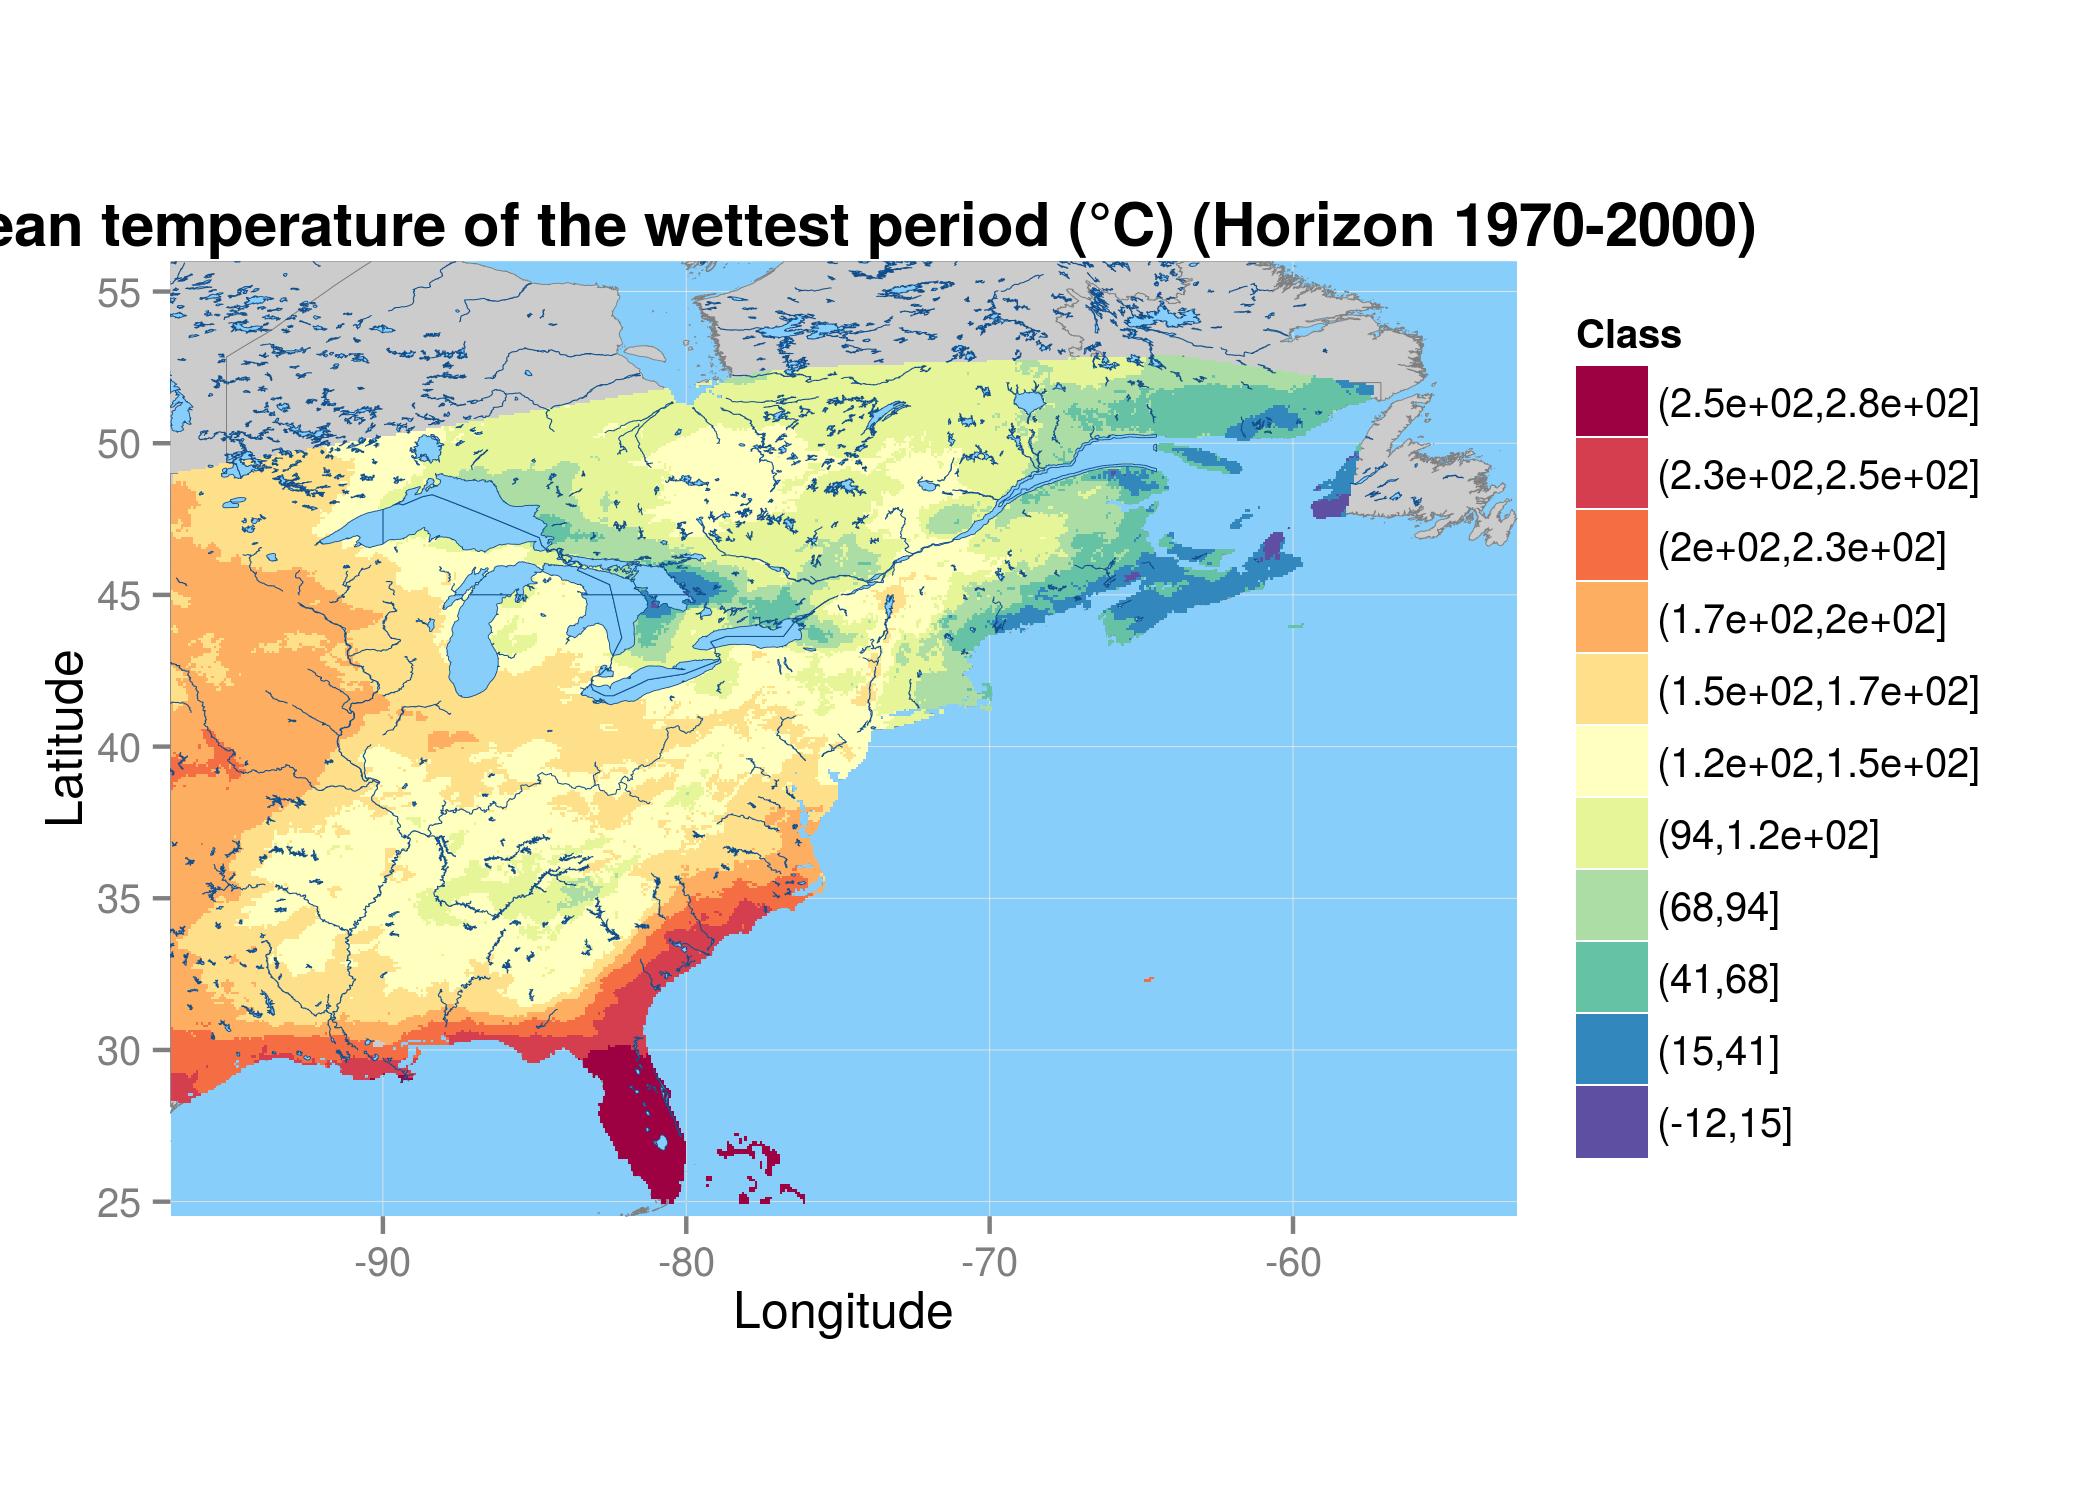 ean temperature of the wettest period (°C) (Horizon 1970-2000)
55
50
45
40
35
30
25
Latitude
-90
-80
-70
-60
Longitude
Class
(2.5e+02,2.8e+02]
(2.3e+02,2.5e+02]
(2e+02,2.3e+02]
(1.7e+02,2e+02]
(1.5e+02,1.7e+02]
(1.2e+02,1.5e+02]
(94,1.2e+02]
(68,94]
(41,68]
(15,41]
(-12,15]